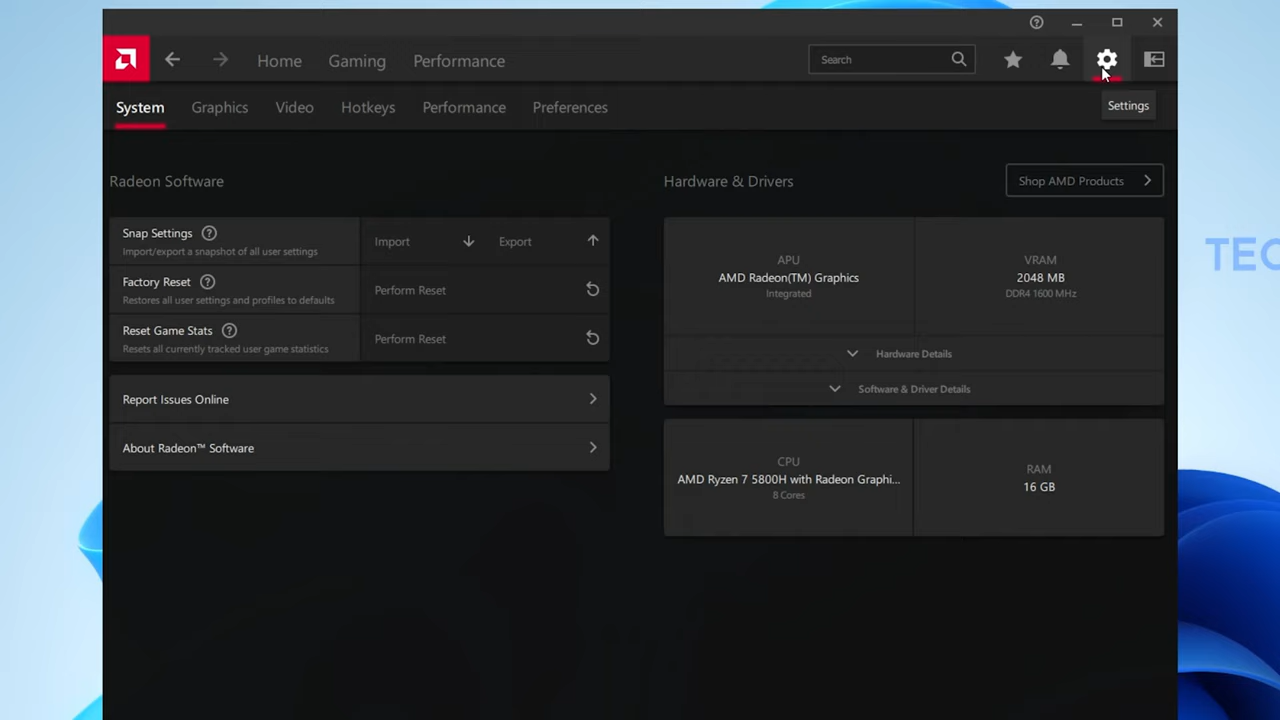 Home
Gaming
Performance
Search
System
Graphics
Video
Hotkeys
Performance
Preferences
Settings
Radeon Software
Snap Settings
Import/export a snapshot of all user settings
Import
Export
Factory Reset
Restores all user settings and profiles to defaults
Perform Reset
Reset Game Stats
Resets all currently tracked user game statistics
Perform Reset
Report Issues Online
About Radeon™ Software
Hardware & Drivers
Shop AMD Products
APU
AMD Radeon(TM) Graphics
Integrated
VRAM
2048 MB
DDR4 1600 MHz
Hardware Details
Software & Driver Details
CPU
AMD Ryzen 7 5800H with Radeon Graphi...
8 Cores
RAM
16 GB
TEC